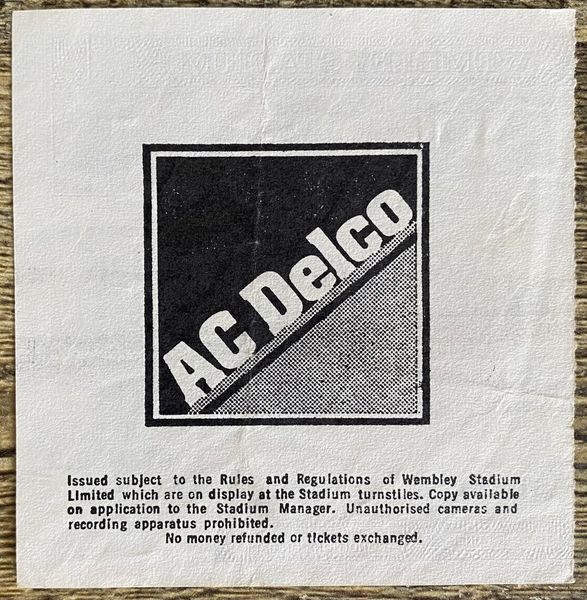 AC Delco
Issued subject to the Rules and Regulations of Wembley Stadium
Limited which are on display at the Stadium turnstiles. Copy available
on application to the Stadium Manager. Unauthorised cameras and
recording apparatus prohibited.
No money refunded or tickets exchanged.